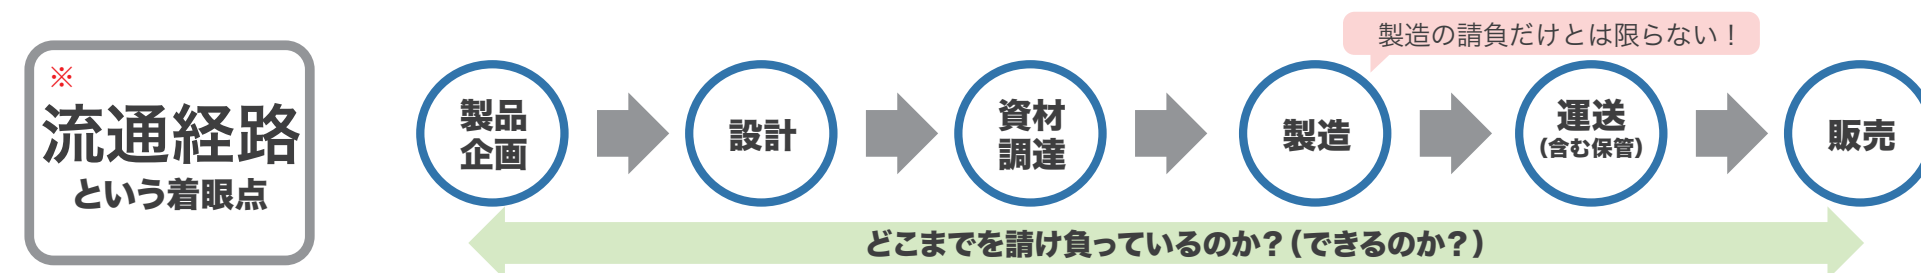 ※
流通経路
という着眼点
製造の請負だけとは限らない！
製品
企画
設計
資材
調達
製造
運送
（含む保管）
販売
どこまでを請け負っているのか？（できるのか？）